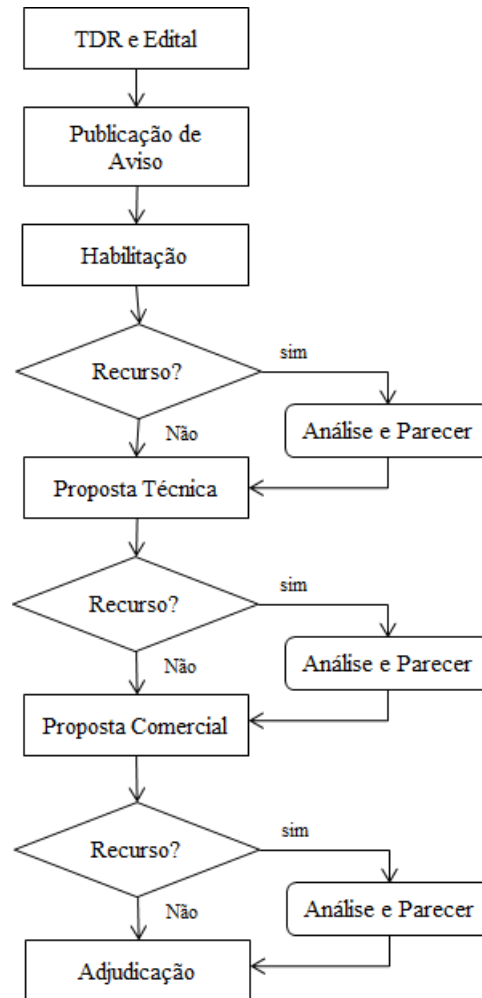 TDR e Edital
Publicação de
Aviso
Habilitação
Recurso?
sim
Análise e Parecer
Não
Proposta Técnica
Recurso?
sim
Análise e Parecer
Não
Proposta Comercial
Recurso?
sim
Análise e Parecer
Não
Adjudicação